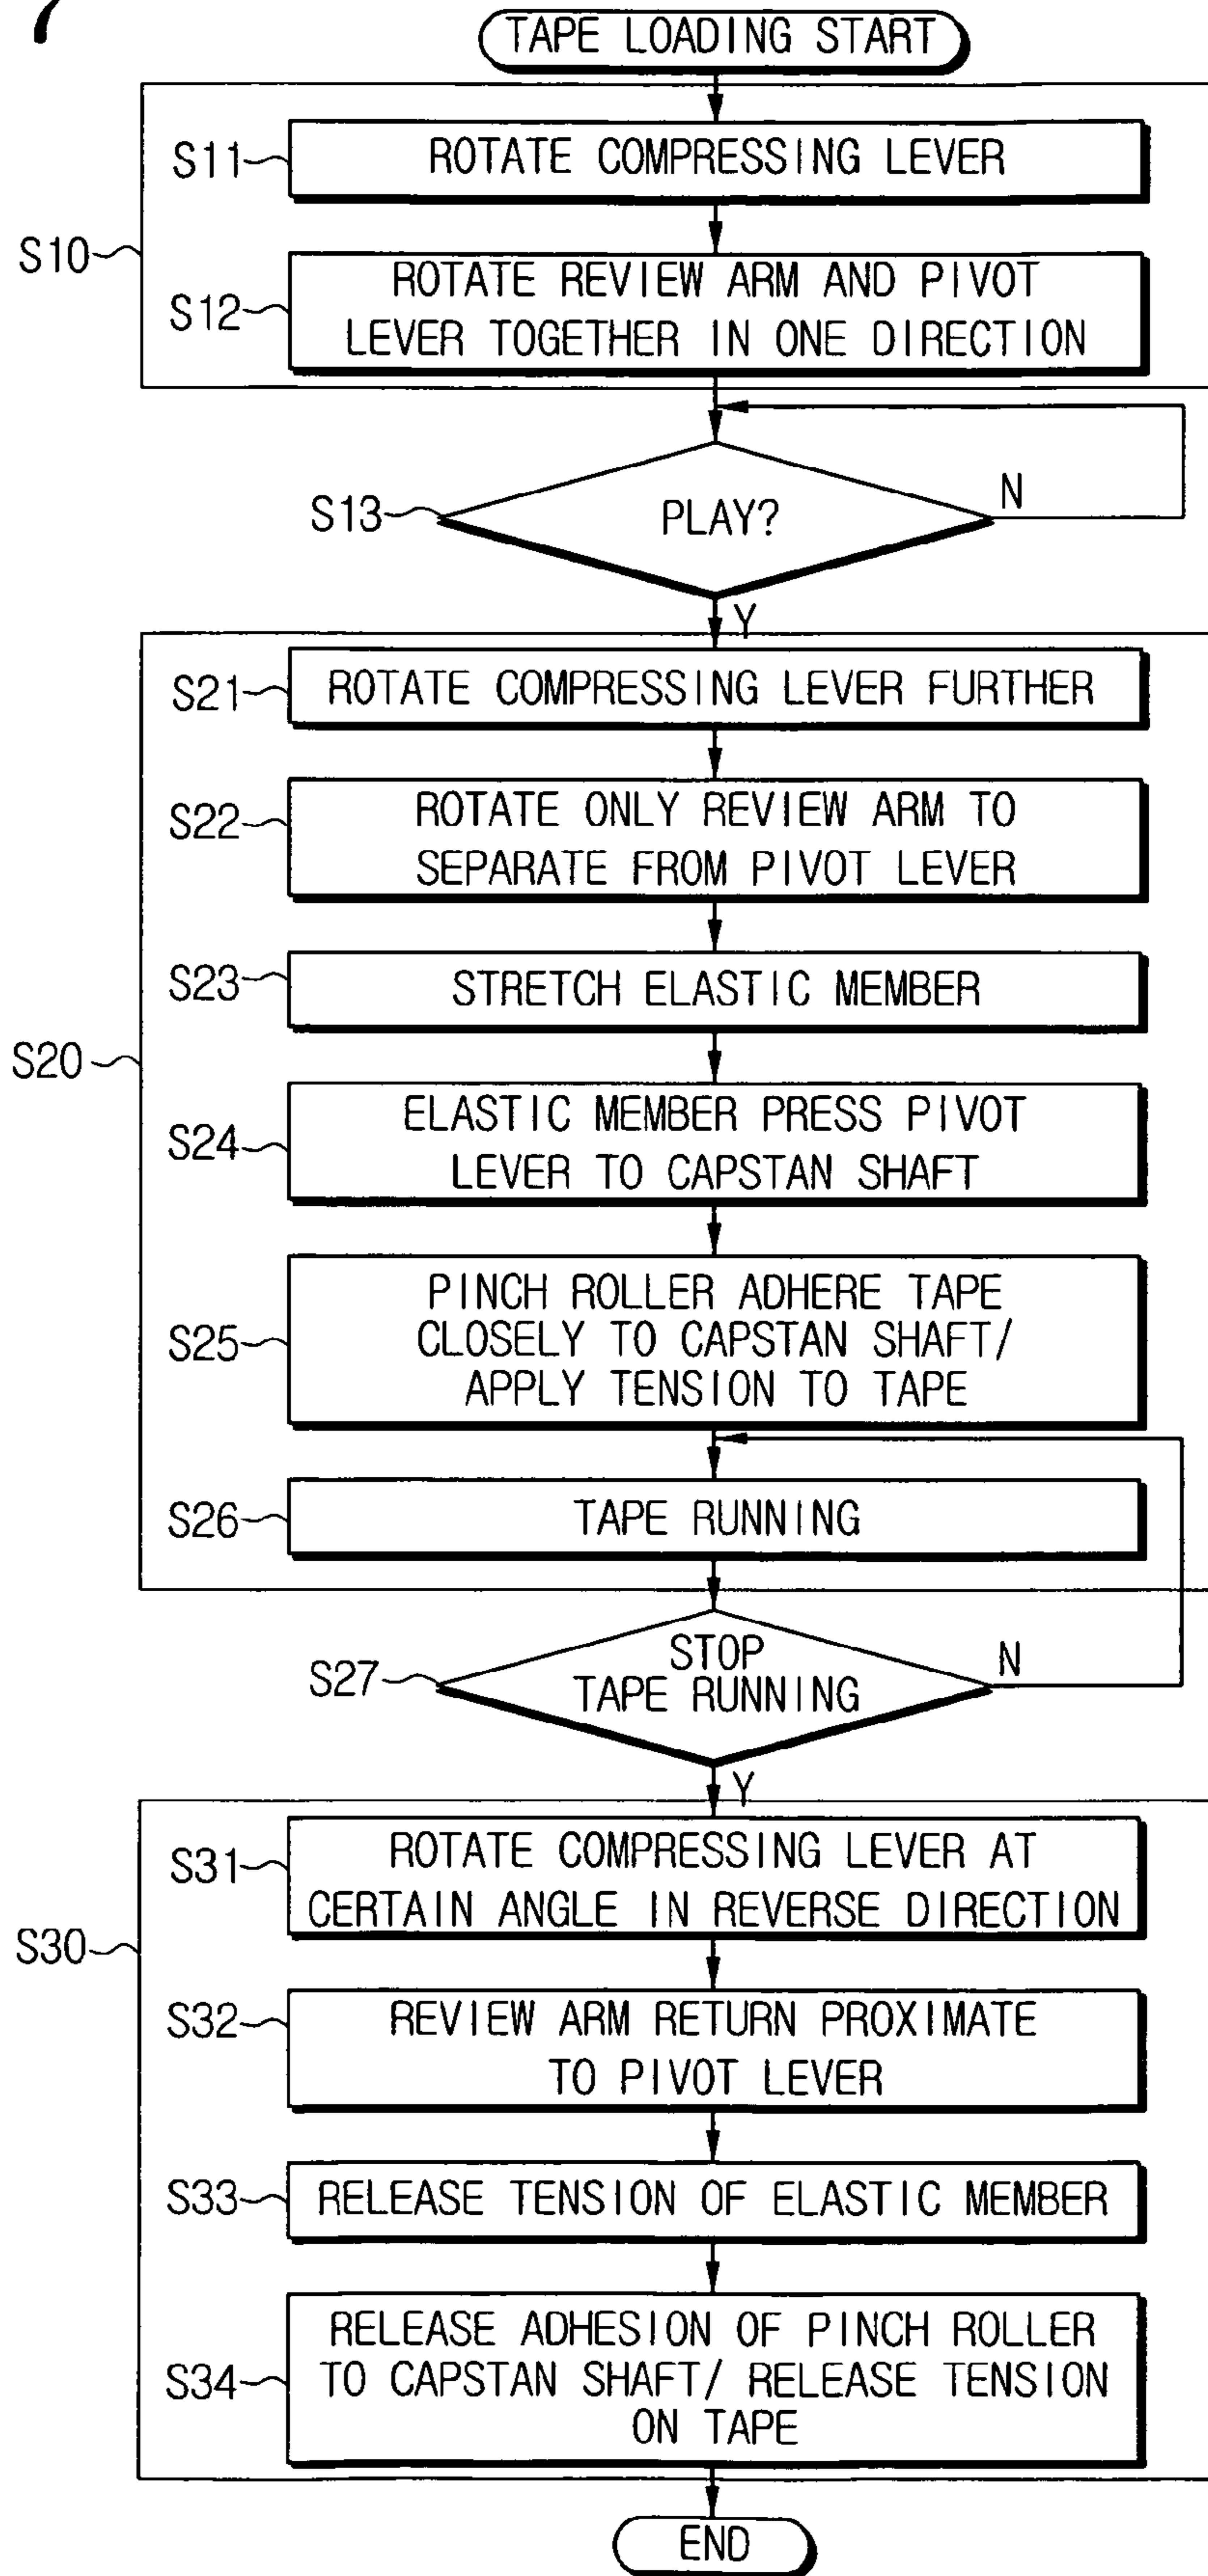 7
TAPE LOADING START
S11
ROTATE COMPRESSING LEVER
S10
S12
ROTATE REVIEW ARM AND PIVOT
LEVER TOGETHER IN ONE DIRECTION
S13
PLAY?
N
Y
S21
ROTATE COMPRESSING LEVER FURTHER
S22
ROTATE ONLY REVIEW ARM TO
SEPARATE FROM PIVOT LEVER
S23
STRETCH ELASTIC MEMBER
S20
S24
ELASTIC MEMBER PRESS PIVOT
LEVER TO CAPSTAN SHAFT
S25
PINCH ROLLER ADHERE TAPE
CLOSELY TO CAPSTAN SHAFT/
APPLY TENSION TO TAPE
S26
TAPE RUNNING
S27
STOP
TAPE RUNNING
N
Y
S31
ROTATE COMPRESSING LEVER AT
CERTAIN ANGLE IN REVERSE DIRECTION
S30
S32
REVIEW ARM RETURN PROXIMATE
TO PIVOT LEVER
S33
RELEASE TENSION OF ELASTIC MEMBER
S34
RELEASE ADHESION OF PINCH ROLLER
TO CAPSTAN SHAFT/ RELEASE TENSION
ON TAPE
END